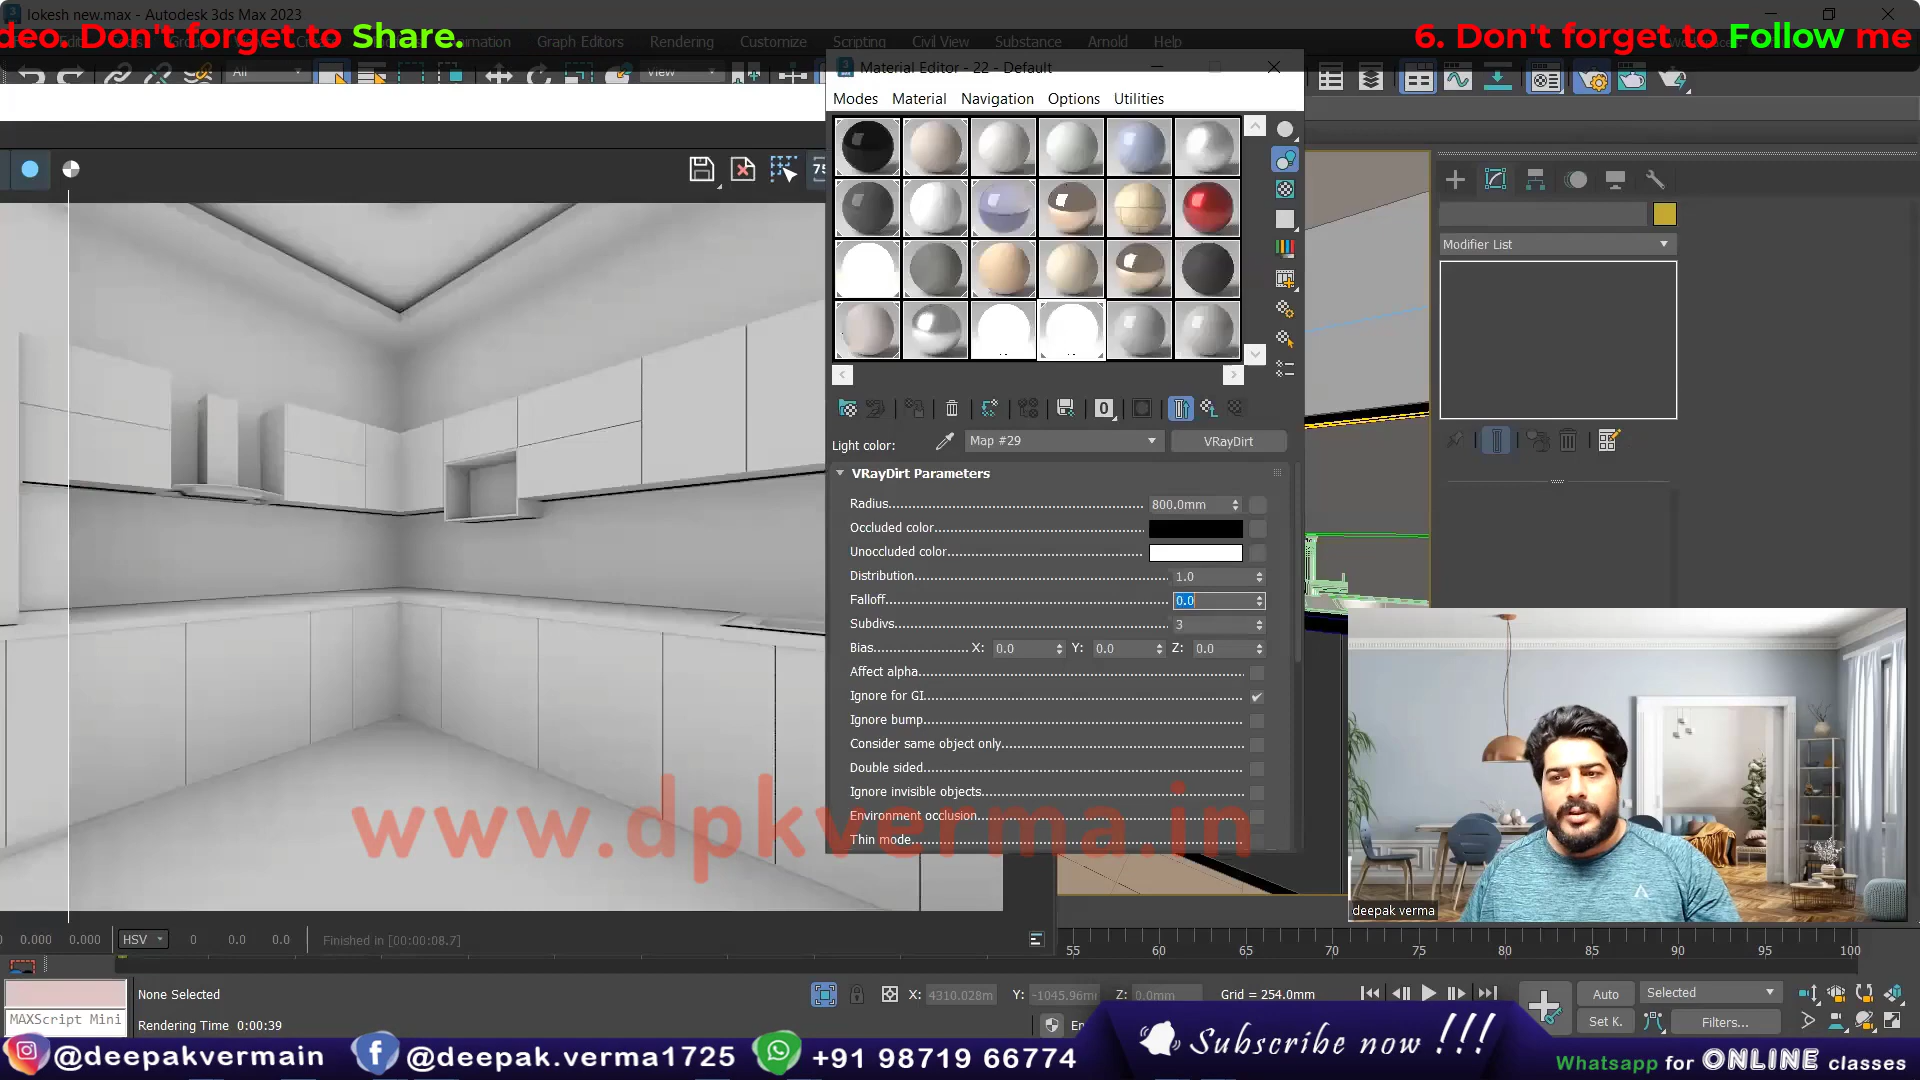 lokesh new.max - Autodesk 3ds Max 2023
deo. Don't forget to Share.
6. Don't forget to Follow me
Group
Create
Animation
Graph Editors
Rendering
Customize
Scripting
Civil View
Substance
Arnold
Help
All
View
Material Editor - 22 - Default
Modes
Material
Navigation
Options
Utilities
75
Modifier List
0
Light color:
Map #29
VRayDirt
VRayDirt Parameters
Radius 800.0mm
Occluded color
Unoccluded color
Distribution 1.0
Falloff 0.0
Subdivs 3
Bias X: 0.0 Y: 0.0 Z: 0.0
Affect alpha
Ignore for GI
Ignore bump
Consider same object only
Double sided
Ignore invisible objects
Environment occlusion
Thin mode
www.dpkverma.in
deepak verma
0.000 0.000 HSV 0 0.0 0.0 Finished in [00:00:08.7]
55 60 65 70 75 80 85 90 95 100
None Selected
X: 4310.028m Y: -1045.96m Z: 0.0mm Grid = 254.0mm
Auto
Selected
MAXScript Mini
Rendering Time 0:00:39
En
Set K.
Filters...
@deepakvermain
@deepak.verma1725
+91 98719 66774
Subscribe now !!!
Whatsapp for ONLINE classes